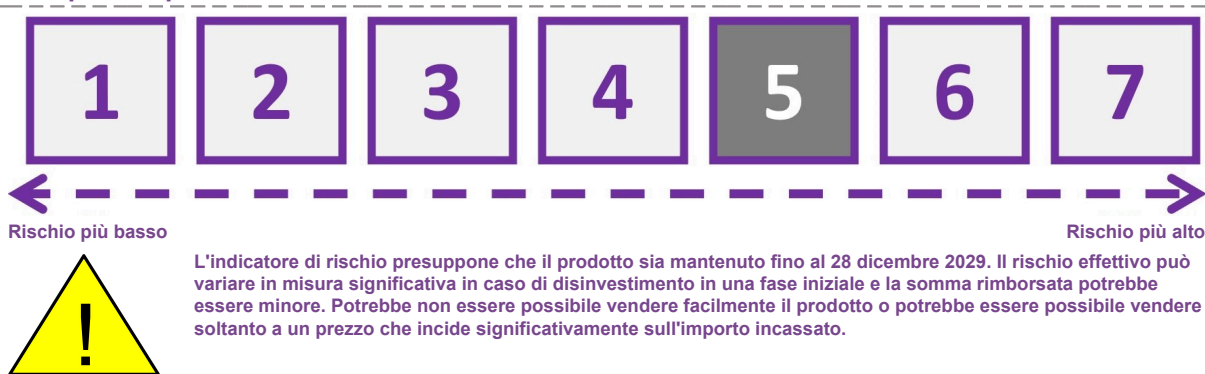 1 2 3 4 5 6 7
Rischio più basso Rischio più alto
L'indicatore di rischio presuppone che il prodotto sia mantenuto fino al 28 dicembre 2029. Il rischio effettivo può
variare in misura significativa in caso di disinvestimento in una fase iniziale e la somma rimborsata potrebbe
essere minore. Potrebbe non essere possibile vendere facilmente il prodotto o potrebbe essere possibile vendere
soltanto a un prezzo che incide significativamente sull'importo incassato.
!